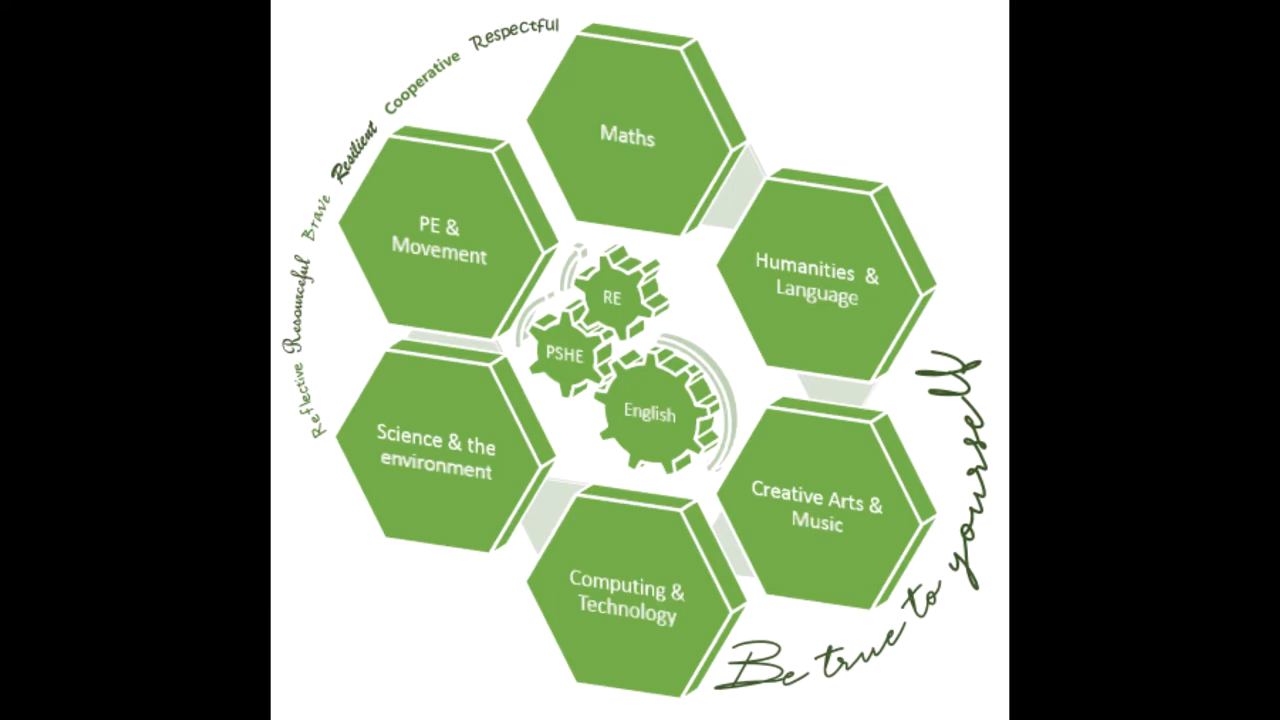 Reflective Resourceful Brave Resilient Cooperative Respectful
Maths
PE &
Movement
Humanities &
Language
RE
PSHE
English
Science & the
environment
Creative Arts &
Music
Computing &
Technology
Be true to yourself